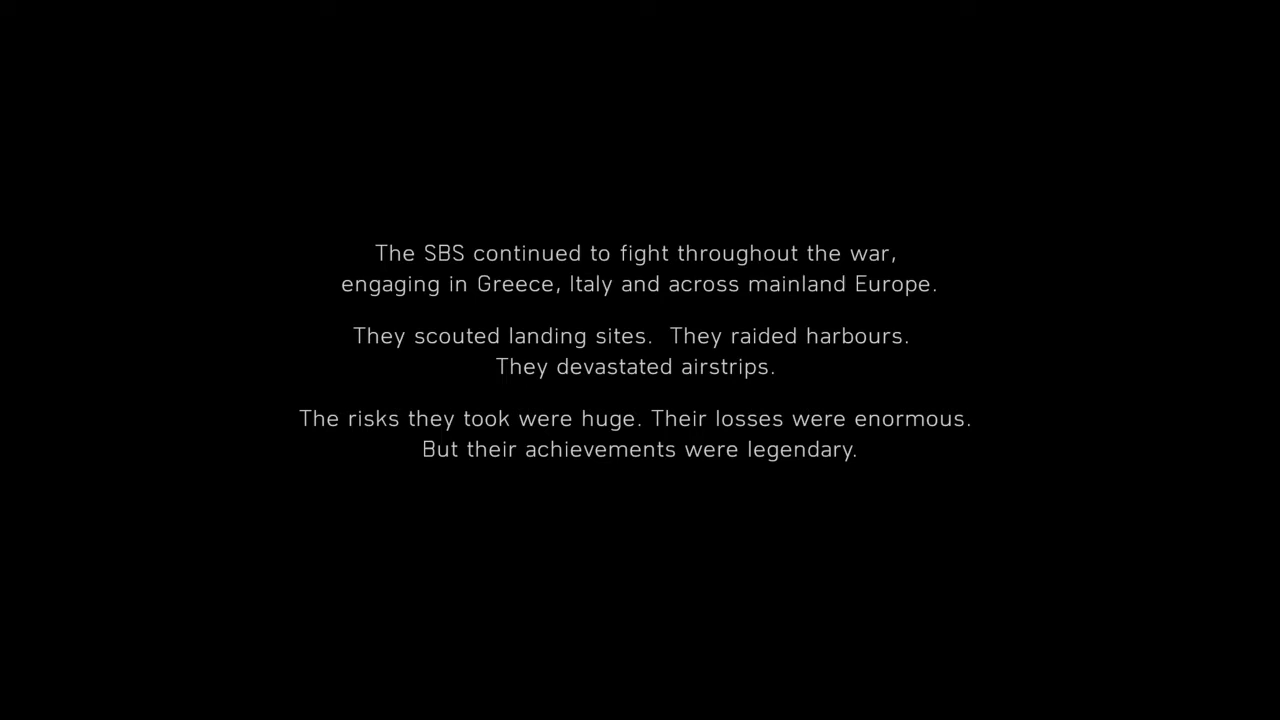 The SBS continued to fight throughout the war,
engaging in Greece, Italy and across mainland Europe.
They scouted landing sites.  They raided harbours.
They devastated airstrips.
The risks they took were huge. Their losses were enormous.
But their achievements were legendary.